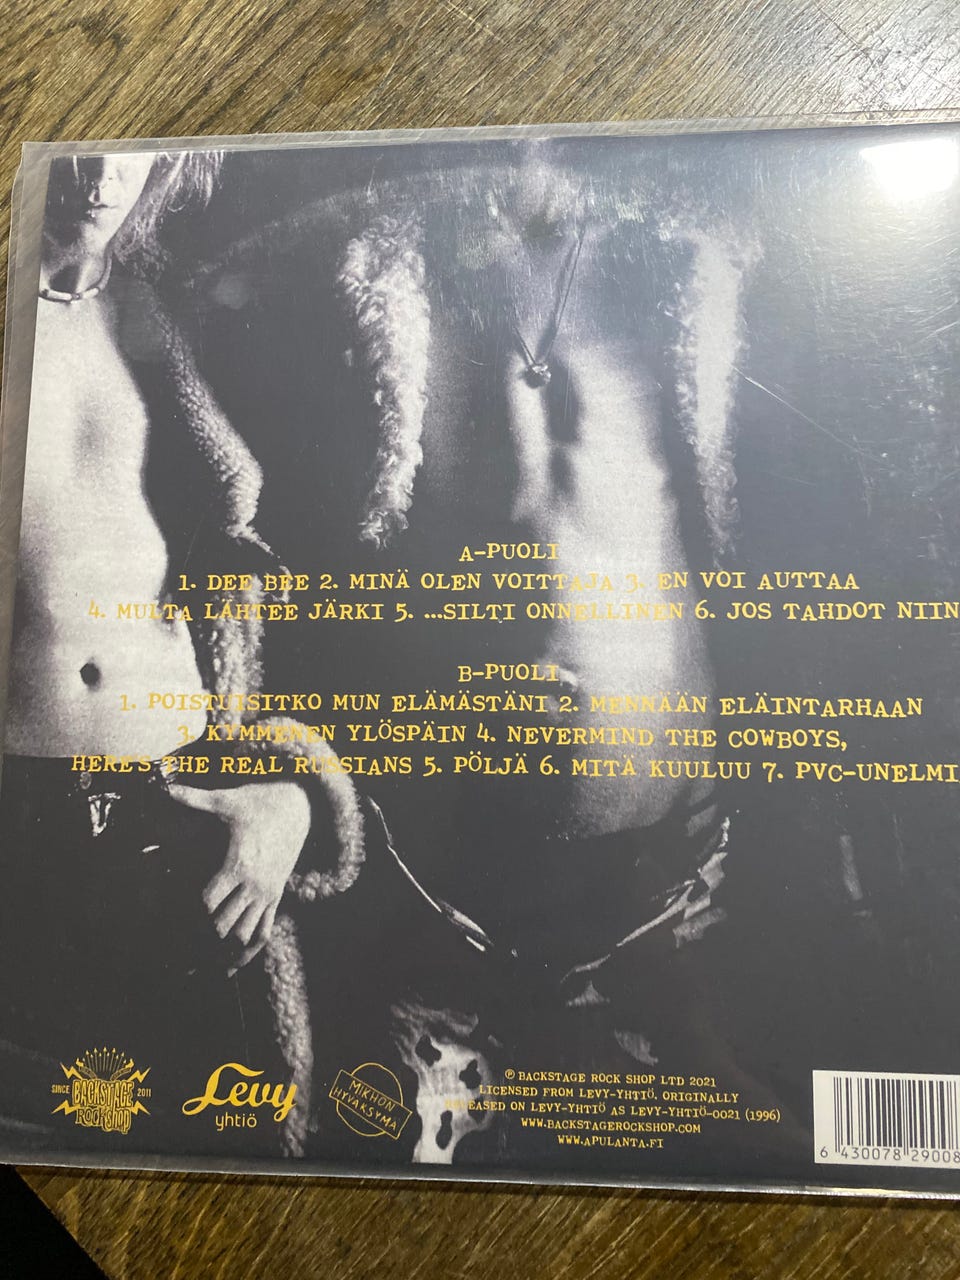 A-PUOLI
1. DEE BEE 2. MINÄ OLEN VOITTAJA 3. EN VOI AUTTAA
4. MULTA LÄHTEE JÄRKI 5. ...SILTI ONNELLINEN 6. JOS TAHDOT NIIN
B-PUOLI
1. POISTUISITKO MUN ELÄMÄSTÄNI 2. MENNÄÄN ELÄINTARHAAN
3. KYMMENEN YLÖSPÄIN 4. NEVERMIND THE COWBOYS,
HERE'S THE REAL RUSSIANS 5. PÖLJÄ 6. MITÄ KUULUU 7. PVC-UNELMI
SINCE BACKSTAGE 2011
ROCK SHOP
Levy
yhtiö
MIKHON
HYVÄKSYMÄ
℗ BACKSTAGE ROCK SHOP LTD 2021
LICENSED FROM LEVY-YHTIÖ. ORIGINALLY
RELEASED ON LEVY-YHTIÖ AS LEVY-YHTIÖ-0021 (1996)
WWW.BACKSTAGEROCKSHOP.COM
WWW.APULANTA.FI
6 430078 29008